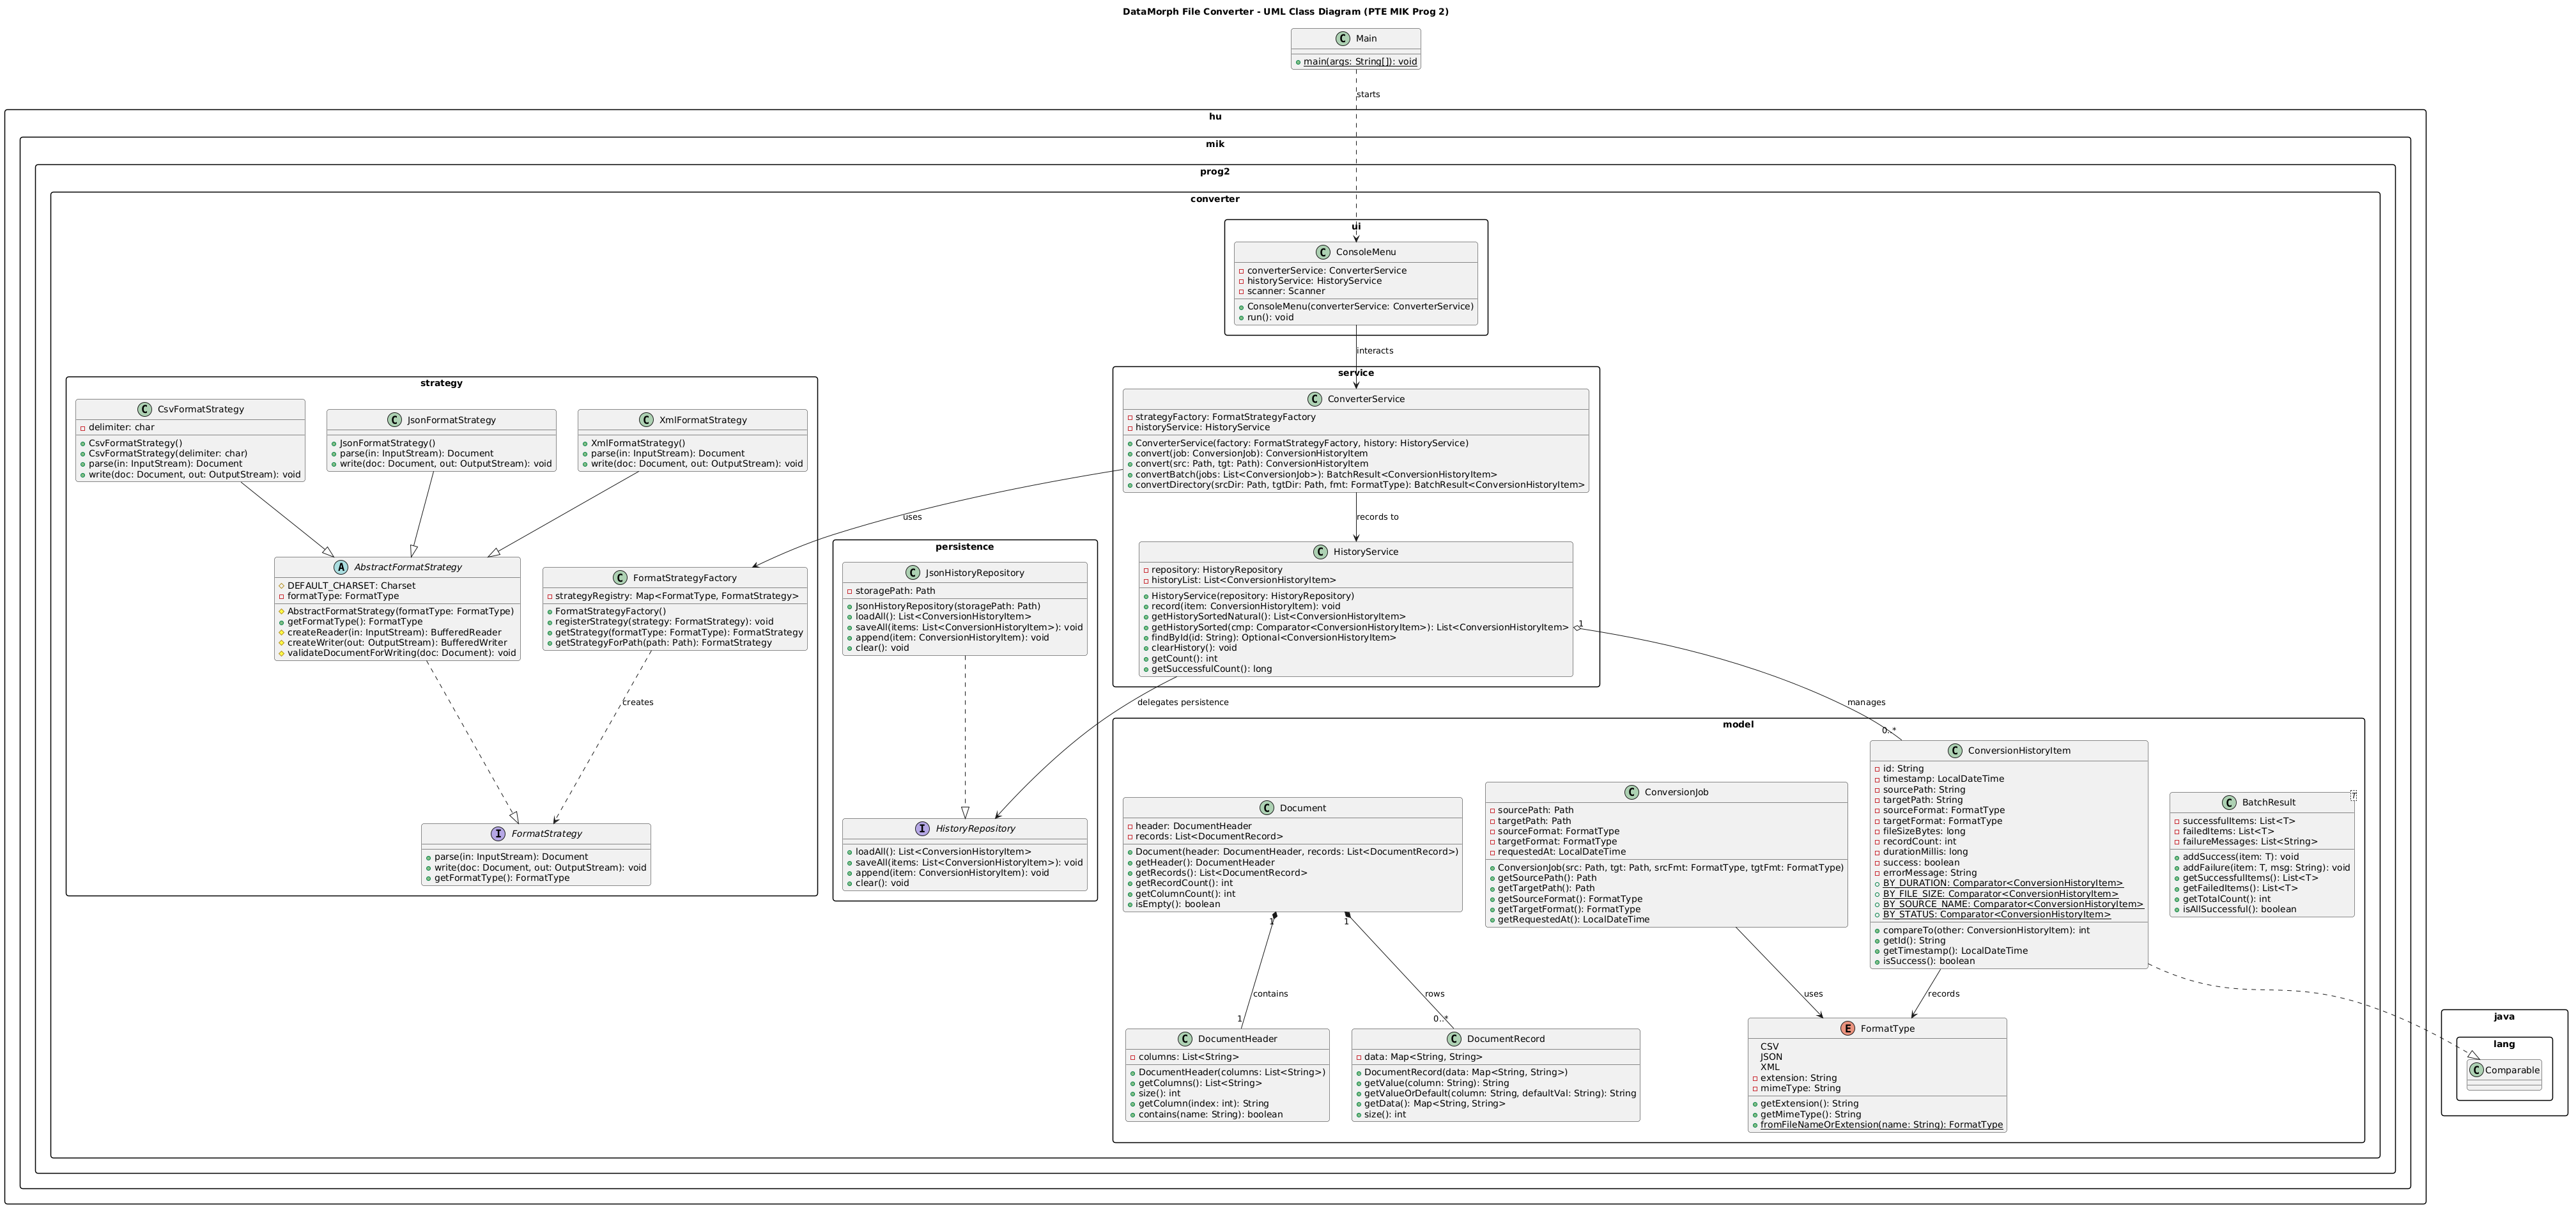 DataMorph File Converter - UML Class Diagram (PTE MIK Prog 2)
C Main
main(args: String[]): void
starts
hu
mik
prog2
converter
ui
C ConsoleMenu
converterService: ConverterService
historyService: HistoryService
scanner: Scanner
ConsoleMenu(converterService: ConverterService)
run(): void
interacts
strategy
C CsvFormatStrategy
delimiter: char
CsvFormatStrategy()
CsvFormatStrategy(delimiter: char)
parse(in: InputStream): Document
write(doc: Document, out: OutputStream): void
C JsonFormatStrategy
JsonFormatStrategy()
parse(in: InputStream): Document
write(doc: Document, out: OutputStream): void
C XmlFormatStrategy
XmlFormatStrategy()
parse(in: InputStream): Document
write(doc: Document, out: OutputStream): void
A AbstractFormatStrategy
DEFAULT_CHARSET: Charset
formatType: FormatType
AbstractFormatStrategy(formatType: FormatType)
getFormatType(): FormatType
createReader(in: InputStream): BufferedReader
createWriter(out: OutputStream): BufferedWriter
validateDocumentForWriting(doc: Document): void
C FormatStrategyFactory
strategyRegistry: Map<FormatType, FormatStrategy>
FormatStrategyFactory()
registerStrategy(strategy: FormatStrategy): void
getStrategy(formatType: FormatType): FormatStrategy
getStrategyForPath(path: Path): FormatStrategy
creates
I FormatStrategy
parse(in: InputStream): Document
write(doc: Document, out: OutputStream): void
getFormatType(): FormatType
service
C ConverterService
strategyFactory: FormatStrategyFactory
historyService: HistoryService
ConverterService(factory: FormatStrategyFactory, history: HistoryService)
convert(job: ConversionJob): ConversionHistoryItem
convert(src: Path, tgt: Path): ConversionHistoryItem
convertBatch(jobs: List<ConversionJob>): BatchResult<ConversionHistoryItem>
convertDirectory(srcDir: Path, tgtDir: Path, fmt: FormatType): BatchResult<ConversionHistoryItem>
uses
records to
C HistoryService
repository: HistoryRepository
historyList: List<ConversionHistoryItem>
HistoryService(repository: HistoryRepository)
record(item: ConversionHistoryItem): void
getHistorySortedNatural(): List<ConversionHistoryItem>
getHistorySorted(cmp: Comparator<ConversionHistoryItem>): List<ConversionHistoryItem>
findById(id: String): Optional<ConversionHistoryItem>
clearHistory(): void
getCount(): int
getSuccessfulCount(): long
1
delegates persistence
manages
0..*
persistence
C JsonHistoryRepository
storagePath: Path
JsonHistoryRepository(storagePath: Path)
loadAll(): List<ConversionHistoryItem>
saveAll(items: List<ConversionHistoryItem>): void
append(item: ConversionHistoryItem): void
clear(): void
I HistoryRepository
loadAll(): List<ConversionHistoryItem>
saveAll(items: List<ConversionHistoryItem>): void
append(item: ConversionHistoryItem): void
clear(): void
model
C Document
header: DocumentHeader
records: List<DocumentRecord>
Document(header: DocumentHeader, records: List<DocumentRecord>)
getHeader(): DocumentHeader
getRecords(): List<DocumentRecord>
getRecordCount(): int
getColumnCount(): int
isEmpty(): boolean
1
1
contains
rows
1
0..*
C ConversionJob
sourcePath: Path
targetPath: Path
sourceFormat: FormatType
targetFormat: FormatType
requestedAt: LocalDateTime
ConversionJob(src: Path, tgt: Path, srcFmt: FormatType, tgtFmt: FormatType)
getSourcePath(): Path
getTargetPath(): Path
getSourceFormat(): FormatType
getTargetFormat(): FormatType
getRequestedAt(): LocalDateTime
uses
C ConversionHistoryItem
id: String
timestamp: LocalDateTime
sourcePath: String
targetPath: String
sourceFormat: FormatType
targetFormat: FormatType
fileSizeBytes: long
recordCount: int
durationMillis: long
success: boolean
errorMessage: String
BY_DURATION: Comparator<ConversionHistoryItem>
BY_FILE_SIZE: Comparator<ConversionHistoryItem>
BY_SOURCE_NAME: Comparator<ConversionHistoryItem>
BY_STATUS: Comparator<ConversionHistoryItem>
compareTo(other: ConversionHistoryItem): int
getId(): String
getTimestamp(): LocalDateTime
isSuccess(): boolean
records
C BatchResult
T
successfulItems: List<T>
failedItems: List<T>
failureMessages: List<String>
addSuccess(item: T): void
addFailure(item: T, msg: String): void
getSuccessfulItems(): List<T>
getFailedItems(): List<T>
getTotalCount(): int
isAllSuccessful(): boolean
C DocumentHeader
columns: List<String>
DocumentHeader(columns: List<String>)
getColumns(): List<String>
size(): int
getColumn(index: int): String
contains(name: String): boolean
C DocumentRecord
data: Map<String, String>
DocumentRecord(data: Map<String, String>)
getValue(column: String): String
getValueOrDefault(column: String, defaultVal: String): String
getData(): Map<String, String>
size(): int
E FormatType
CSV
JSON
XML
extension: String
mimeType: String
getExtension(): String
getMimeType(): String
fromFileNameOrExtension(name: String): FormatType
java
lang
C Comparable